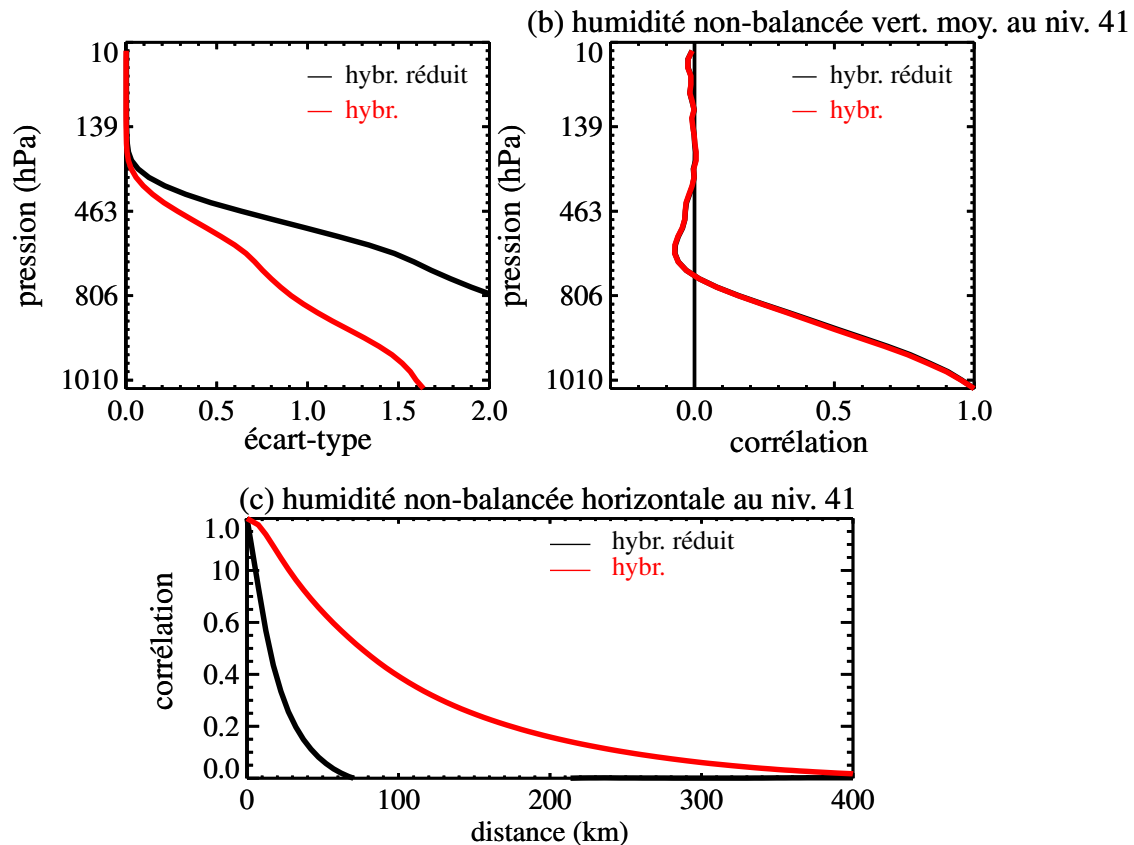 (b) humidité non-balancée vert. moy. au niv. 41
10
139
463
806
1010
pression (hPa)
hybr. réduit
hybr.
0.0 0.5 1.0 1.5 2.0
écart-type
10
139
463
806
1010
pression (hPa)
hybr. réduit
hybr.
0.0 0.5 1.0
corrélation
(c) humidité non-balancée horizontale au niv. 41
1.0
10
0.6
0.4
0.2
0.0
corrélation
hybr. réduit
hybr.
0 100 200 300 400
distance (km)